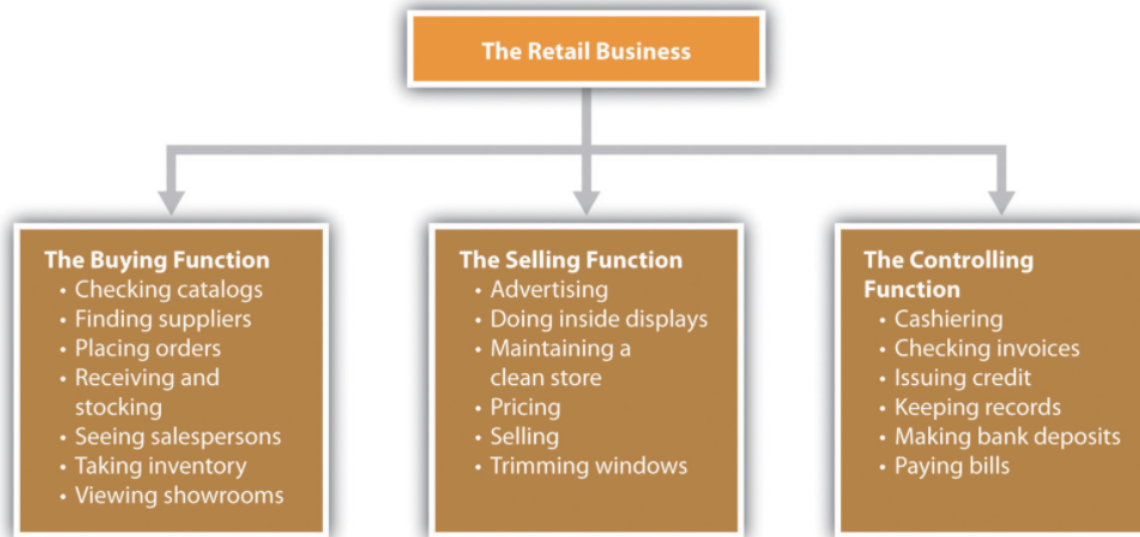 The Retail Business
The Buying Function
• Checking catalogs
• Finding suppliers
• Placing orders
• Receiving and
stocking
• Seeing salespersons
• Taking inventory
• Viewing showrooms
The Selling Function
• Advertising
• Doing inside displays
• Maintaining a
clean store
• Pricing
• Selling
• Trimming windows
The Controlling
Function
• Cashiering
• Checking invoices
• Issuing credit
• Keeping records
• Making bank deposits
• Paying bills